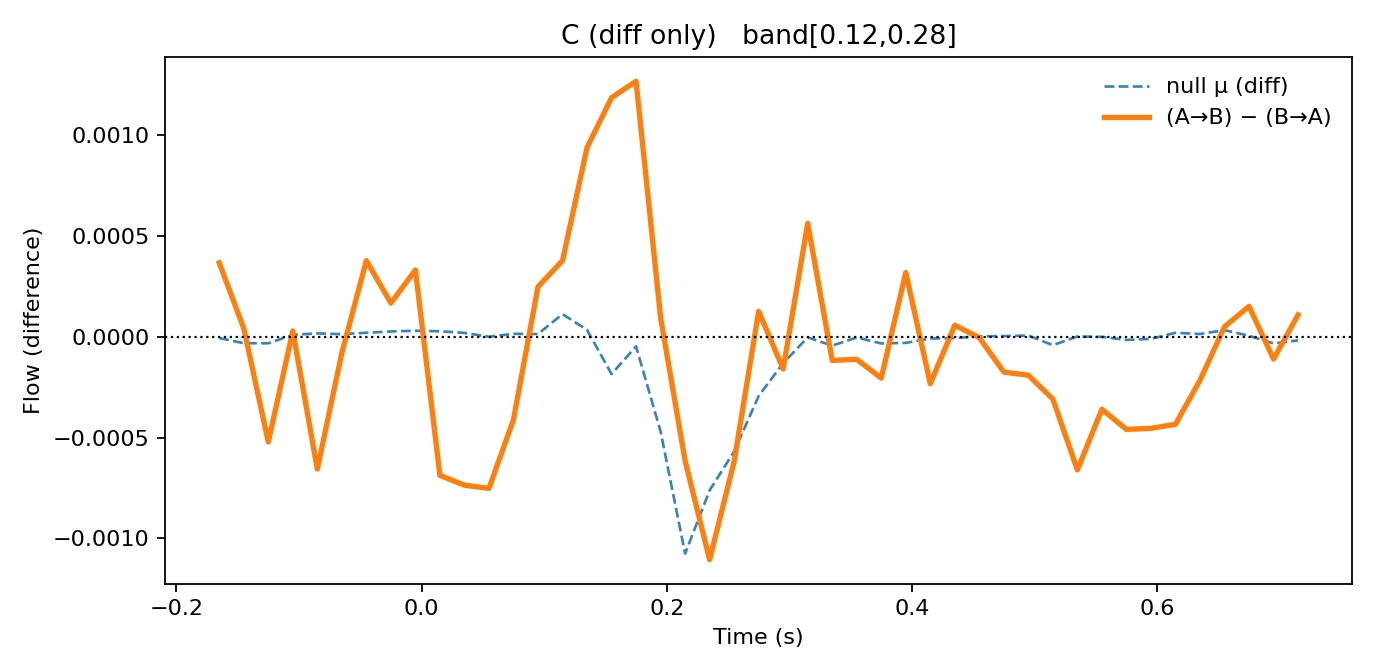 C (diff only)   band[0.12,0.28]
null μ (diff)
(A→B) − (B→A)
Flow (difference)
0.0010
0.0005
0.0000
−0.0005
−0.0010
−0.2
0.0
0.2
0.4
0.6
Time (s)